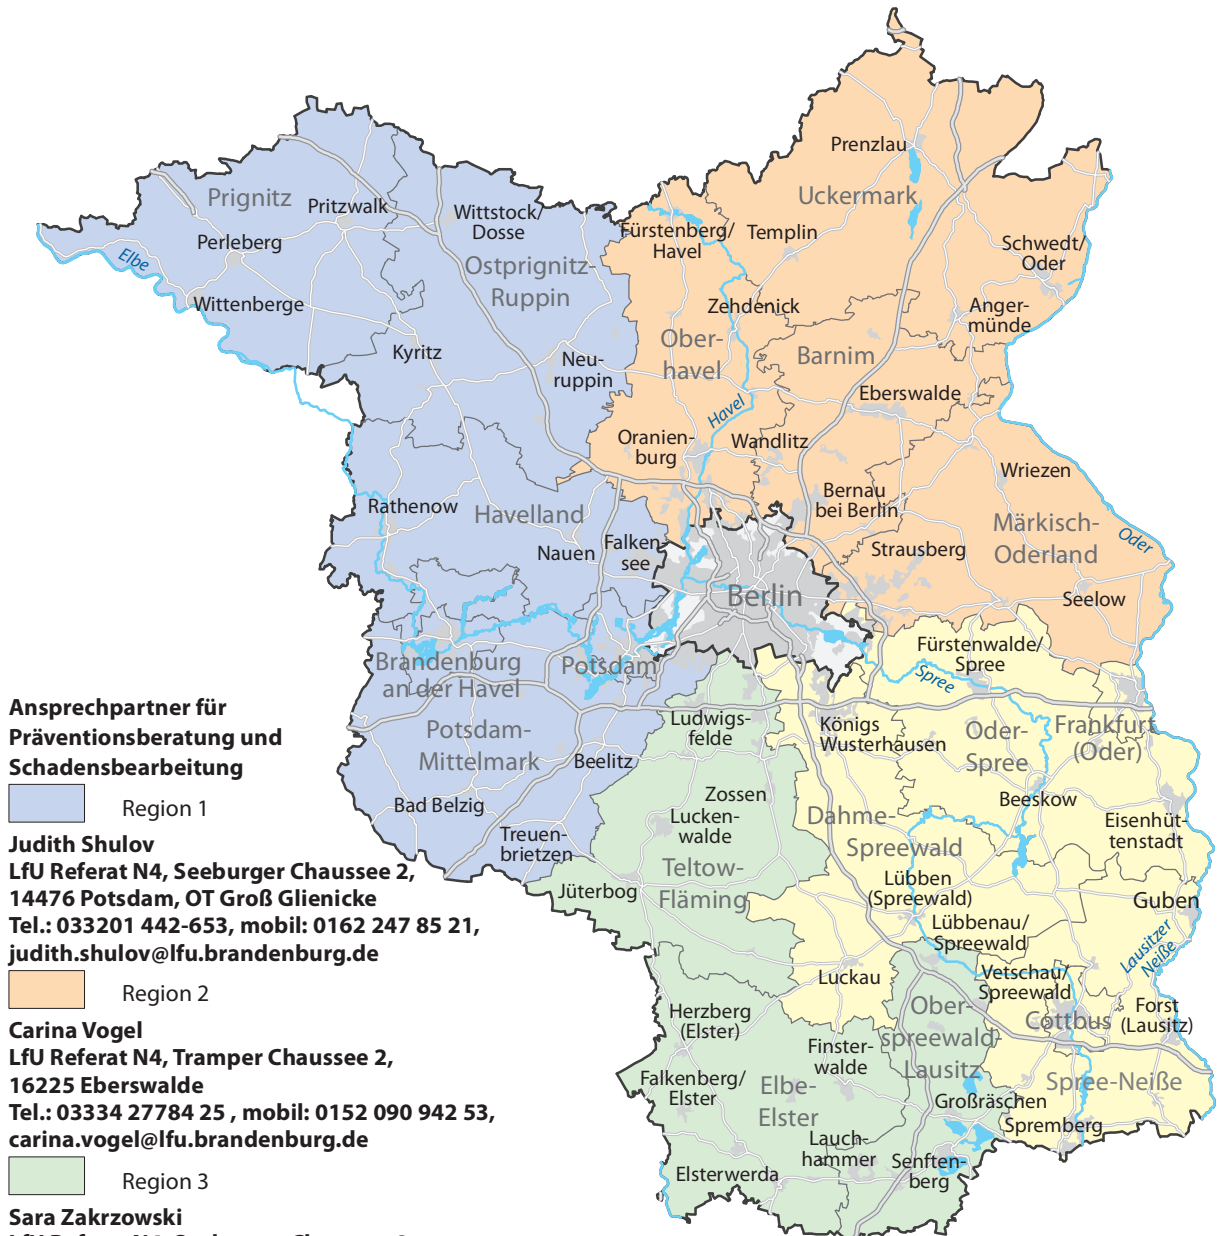 Prenzlau
Uckermark
Prignitz
Pritzwalk
Wittstock/
Dosse
Fürstenberg/
Havel
Templin
Perleberg
Elbe
Ostprignitz-
Ruppin
Schwedt/
Oder
Wittenberge
Zehdenick
Anger-
münde
Kyritz
Neu-
ruppin
Ober-
havel
Barnim
Eberswalde
Havel
Oranien-
burg
Wandlitz
Wriezen
Rathenow
Havelland
Bernau
bei Berlin
Märkisch-
Oderland
Oder
Nauen
Falken-
see
Strausberg
Berlin
Seelow
Brandenburg
an der Havel
Potsdam
Fürstenwalde/
Spree
Spree
Ludwigs-
felde
Königs
Wusterhausen
Oder-
Spree
Frankfurt
(Oder)
Potsdam-
Mittelmark
Beelitz
Bad Belzig
Zossen
Lucken-
walde
Beeskow
Dahme-
Spreewald
Eisenhüt-
tenstadt
Treuen-
brietzen
Teltow-
Fläming
Jüterbog
Lübben
(Spreewald)
Guben
Lübbenau/
Spreewald
Lausitzer
Neiße
Luckau
Vetschau/
Spreewald
Herzberg
(Elster)
Ober-
spreewald-
Lausitz
Cottbus
Forst
(Lausitz)
Finster-
walde
Falkenberg/
Elster
Elbe-
Elster
Spree-Neiße
Großräschen
Spremberg
Lauch-
hammer
Elsterwerda
Senften-
berg
Ansprechpartner für
Präventionsberatung und
Schadensbearbeitung
Region 1
Judith Shulov
LfU Referat N4, Seeburger Chaussee 2,
14476 Potsdam, OT Groß Glienicke
Tel.: 033201 442-653, mobil: 0162 247 85 21,
judith.shulov@lfu.brandenburg.de
Region 2
Carina Vogel
LfU Referat N4, Tramper Chaussee 2,
16225 Eberswalde
Tel.: 03334 27784 25 , mobil: 0152 090 942 53,
carina.vogel@lfu.brandenburg.de
Region 3
Sara Zakrzowski